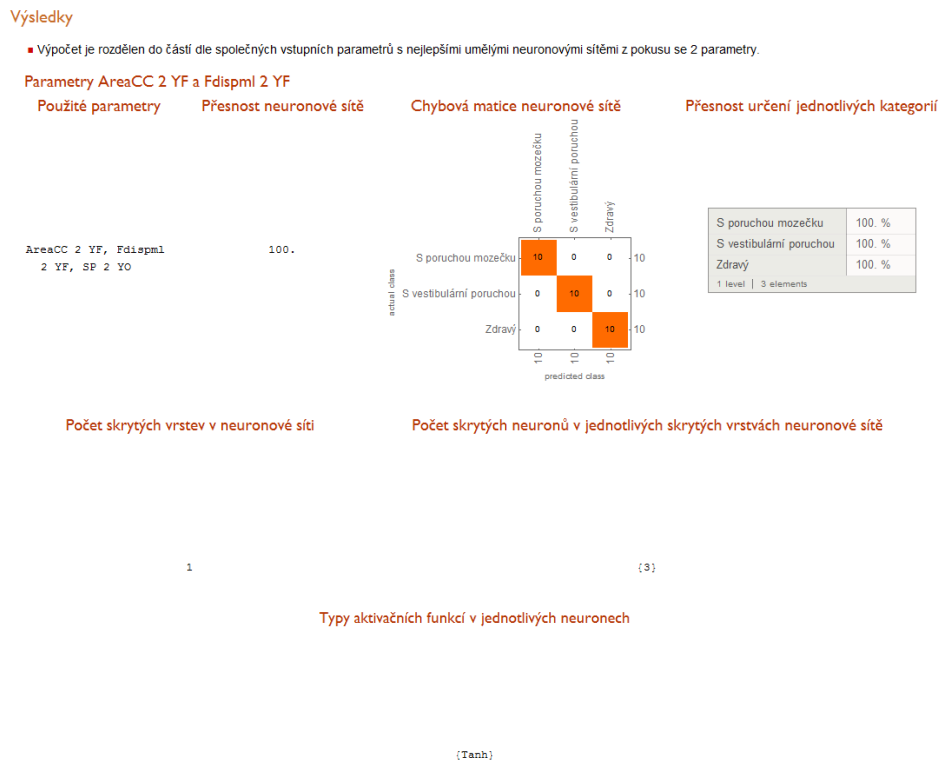 Výsledky
Výpočet je rozdělen do částí dle společných vstupních parametrů s nejlepšími umělými neuronovými sítěmi z pokusu se 2 parametry.
Parametry AreaCC 2 YF a Fdispml 2 YF
Použité parametry
Přesnost neuronové sítě
Chybová matice neuronové sítě
Přesnost určení jednotlivých kategorií
AreaCC 2 YF, Fdispml
2 YF, SP 2 YO
100.
S poruchou mozečku
S vestibulární poruchou
Zdravý
actual class
S poruchou mozečku 10 0 0 10
S vestibulární poruchou 0 10 0 10
Zdravý 0 0 10 10
10 10 10
predicted class
S poruchou mozečku 100. %
S vestibulární poruchou 100. %
Zdravý 100. %
1 level | 3 elements
Počet skrytých vrstev v neuronové síti
Počet skrytých neuronů v jednotlivých skrytých vrstvách neuronové sítě
1
{3}
Typy aktivačních funkcí v jednotlivých neuronech
{Tanh}